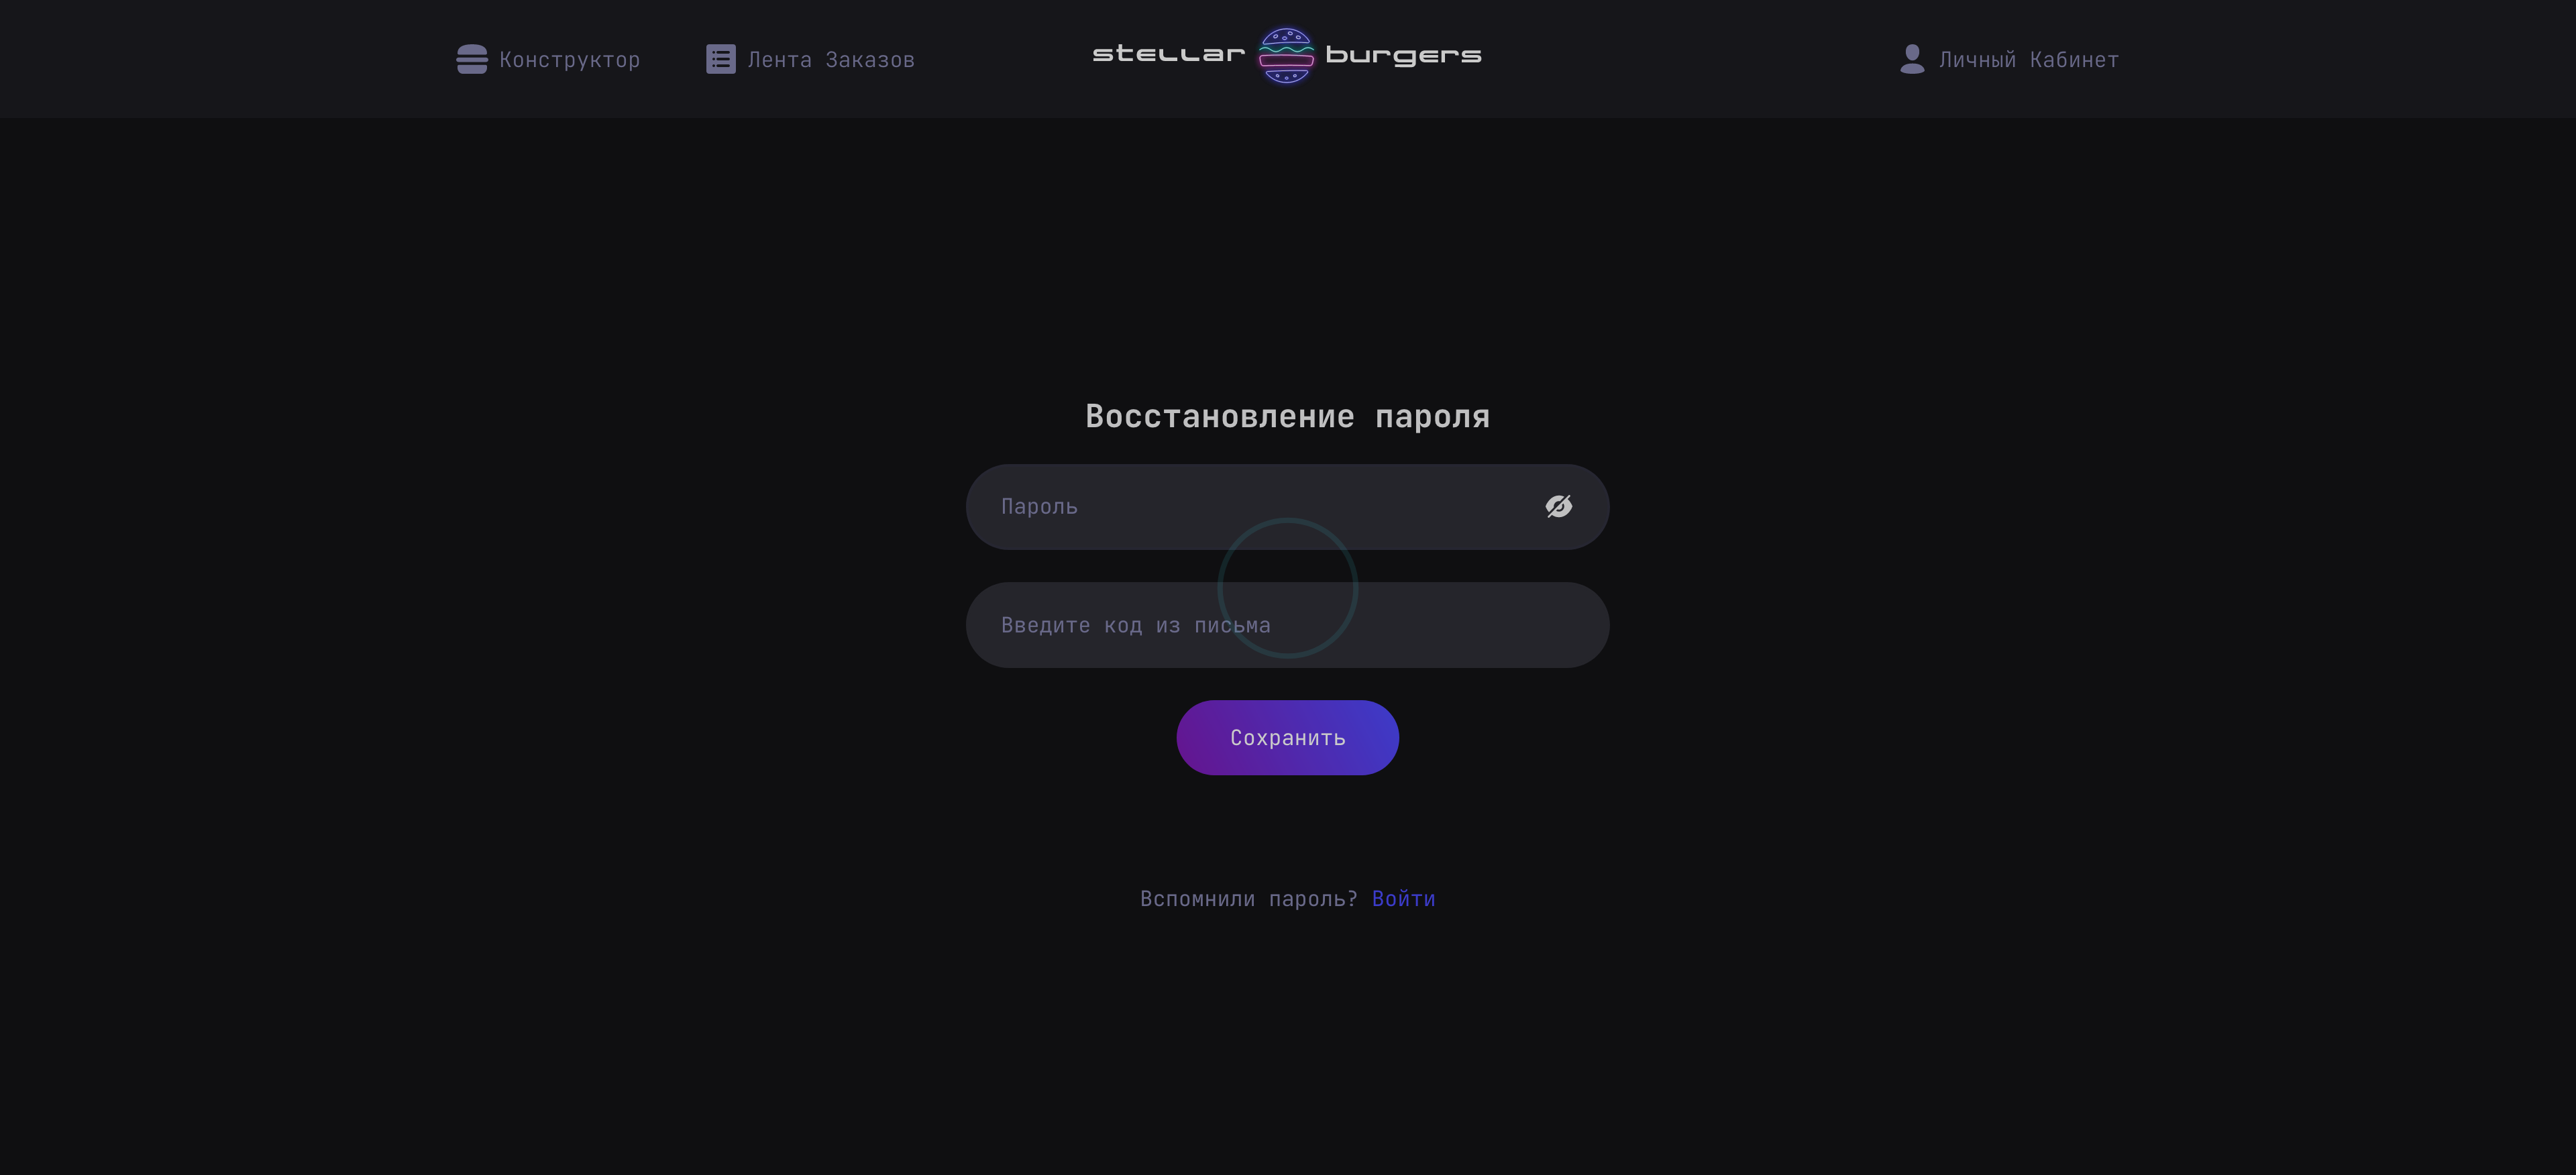 Конструктор
Лента Заказов
stellar burgers
Личный Кабинет
Восстановление пароля
Пароль
Введите код из письма
Сохранить
Вспомнили пароль? Войти